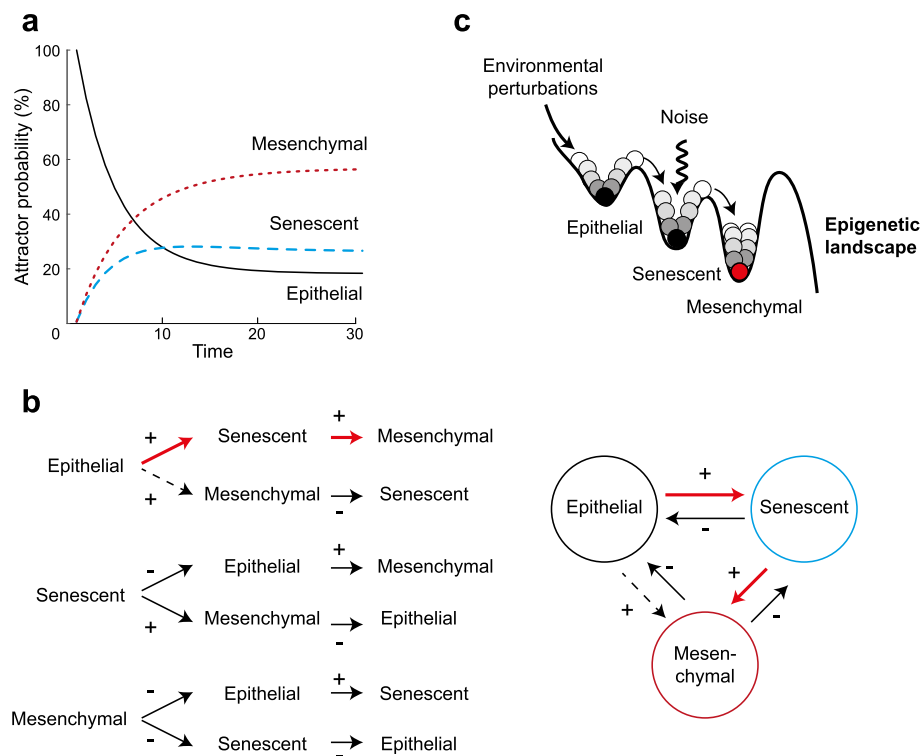 a
Attractor probability (%)
100
80
60
40
20
0
10
20
30
Time
Mesenchymal
Senescent
Epithelial
c
Environmental
perturbations
Noise
Epithelial
Senescent
Mesenchymal
Epigenetic
landscape
b
Epithelial
+
Senescent
+
Mesenchymal
+
Mesenchymal
-
Senescent
Senescent
-
Epithelial
+
Mesenchymal
+
Mesenchymal
-
Epithelial
Mesenchymal
-
Epithelial
+
Senescent
-
Senescent
-
Epithelial
Epithelial
+
-
Senescent
+
-
+
-
Mesen-
chymal